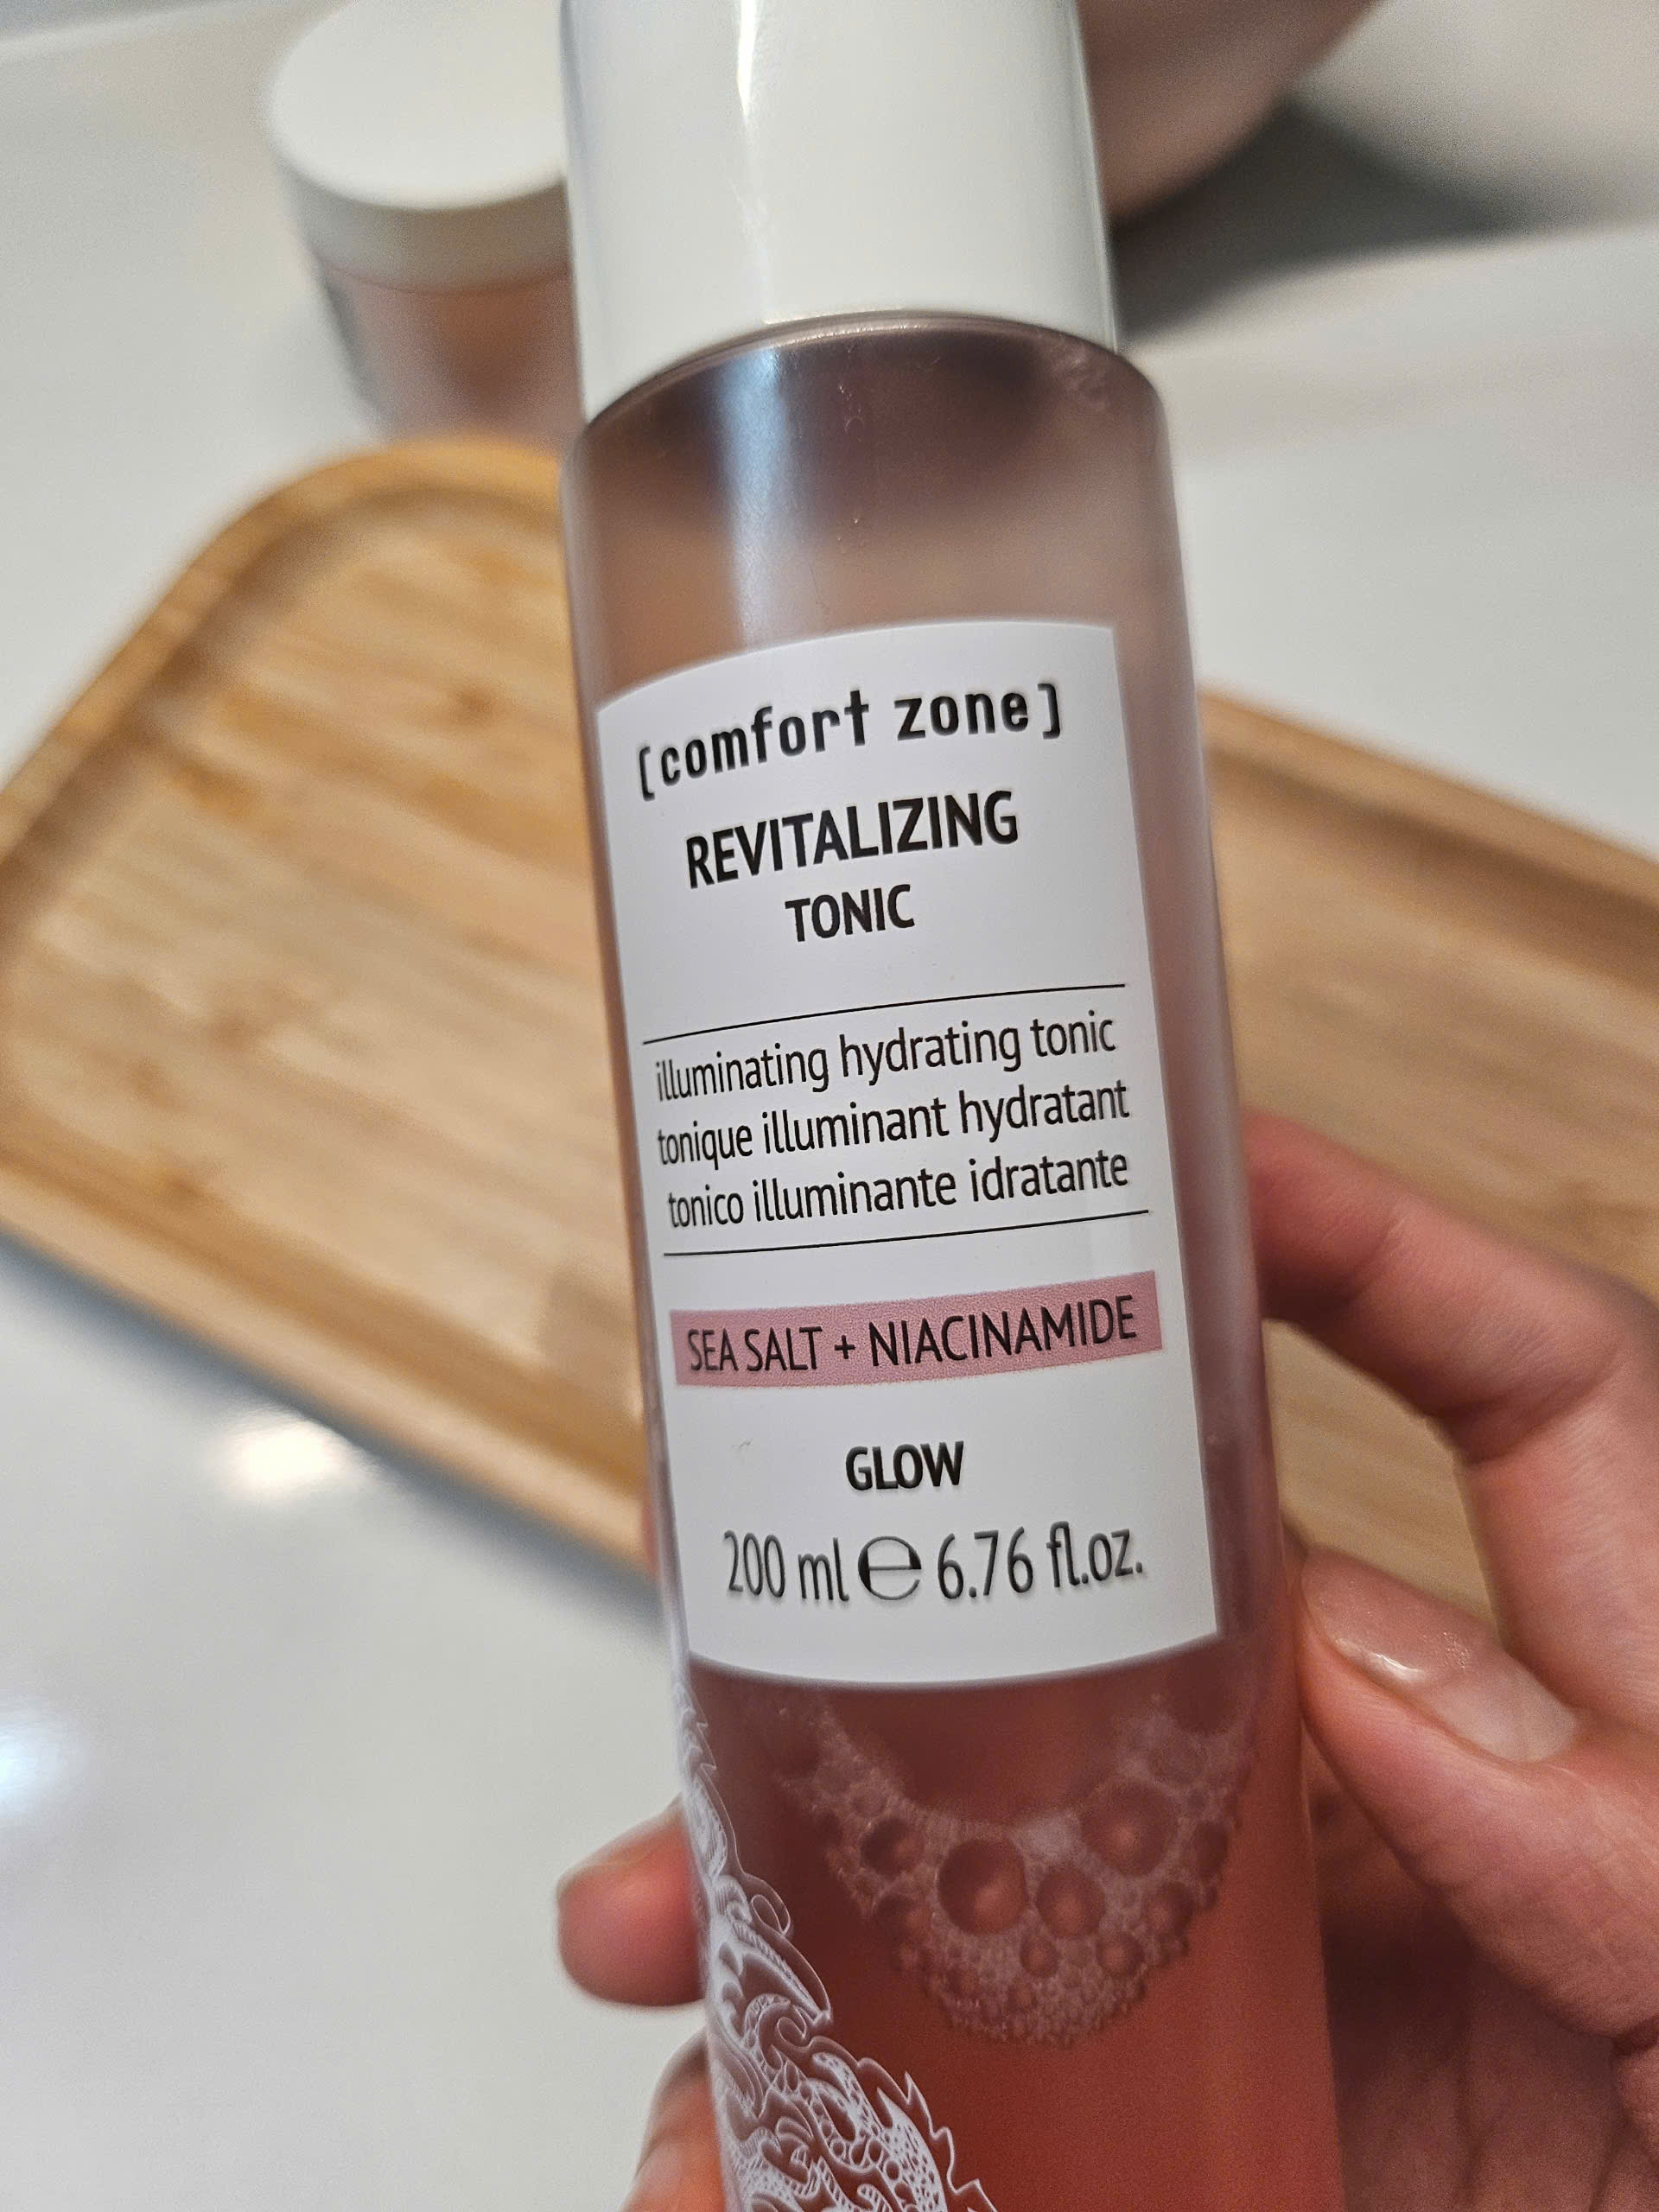 [comfort zone]
REVITALIZING
TONIC
illuminating hydrating tonic
tonique illuminant hydratant
tonico illuminante idratante
SEA SALT + NIACINAMIDE
GLOW
200 ml ℮ 6.76 fl.oz.